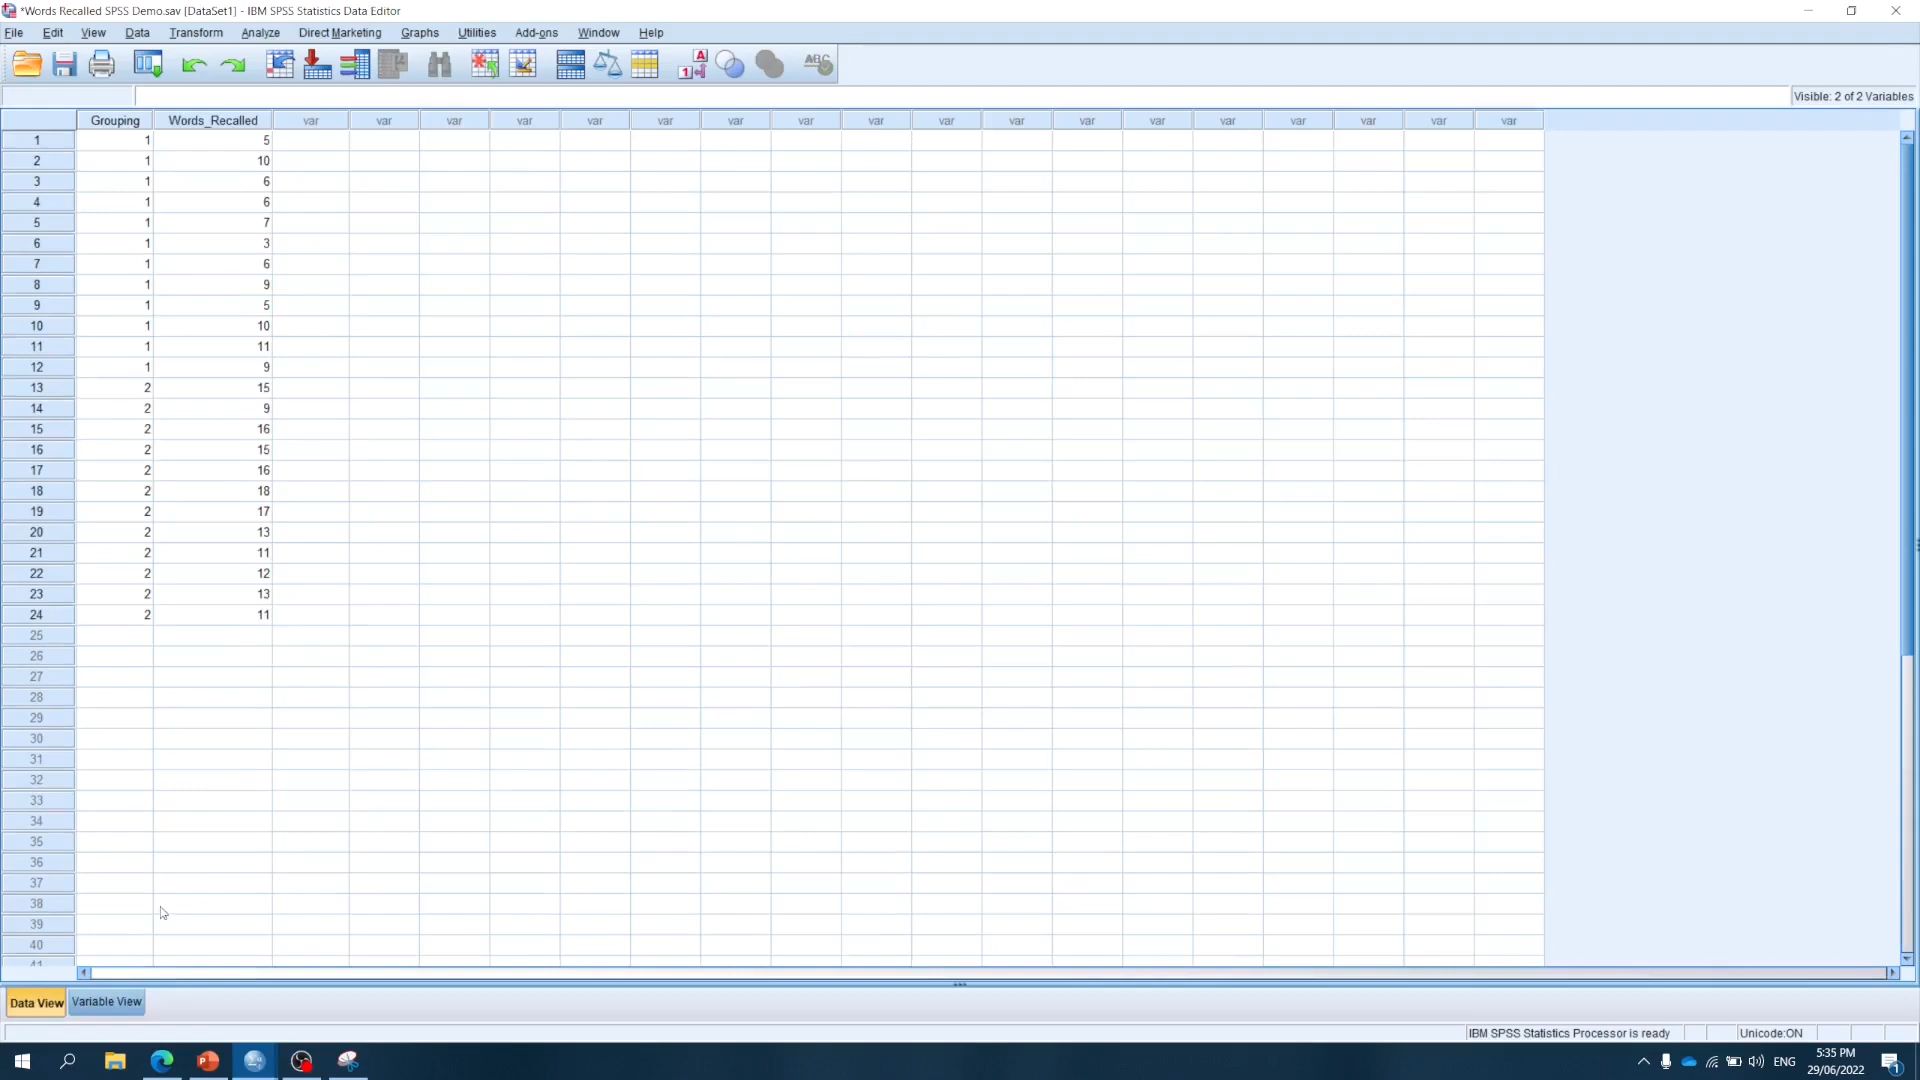 *Words Recalled SPSS Demo.sav [DataSet1] - IBM SPSS Statistics Data Editor
File Edit View Data Transform Analyze Direct Marketing Graphs Utilities Add-ons Window Help
1 A ABC
Visible: 2 of 2 Variables
Grouping Words_Recalled var var var var var var var var var var var var var var var var var var
1 1 5
2 1 10
3 1 6
4 1 6
5 1 7
6 1 3
7 1 6
8 1 9
9 1 5
10 1 10
11 1 11
12 1 9
13 2 15
14 2 9
15 2 16
16 2 15
17 2 16
18 2 18
19 2 17
20 2 13
21 2 11
22 2 12
23 2 13
24 2 11
25
26
27
28
29
30
31
32
33
34
35
36
37
38
39
40
41
Data View Variable View
IBM SPSS Statistics Processor is ready Unicode:ON
ENG 5:35 PM
29/06/2022 1